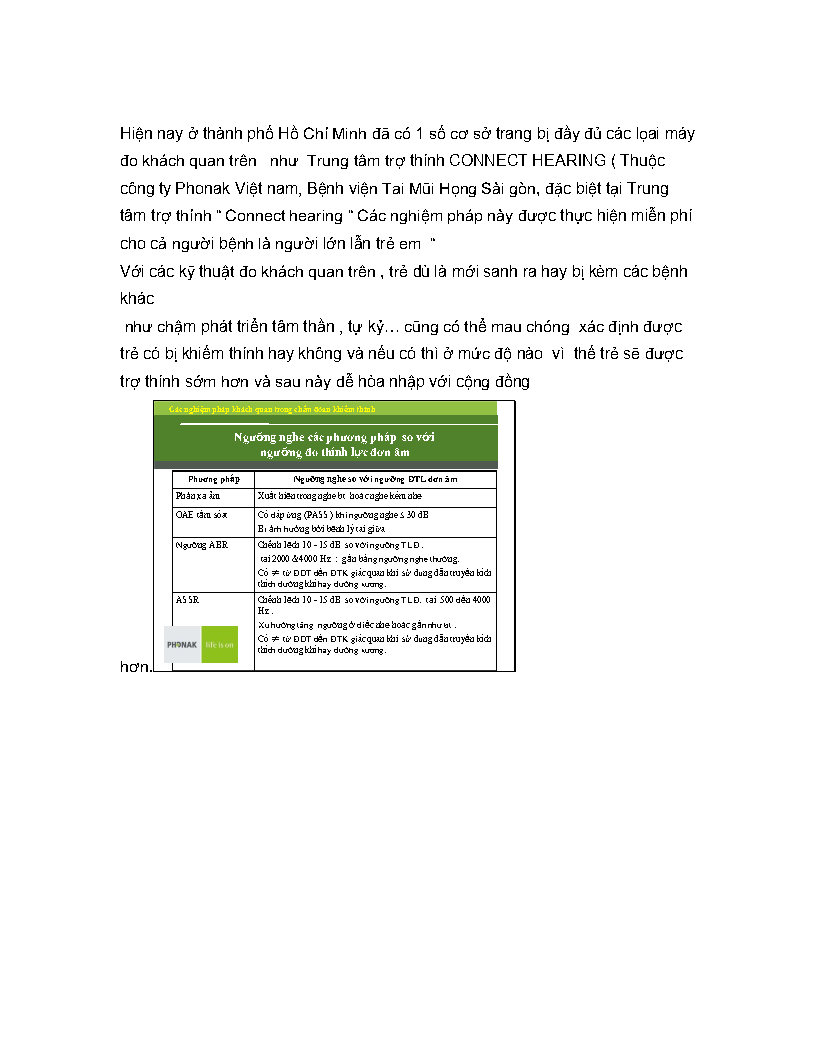 Hiện nay ở thành phố Hồ Chí Minh đã có 1 số cơ sở trang bị đầy đủ các lọai máy
đo khách quan trên như Trung tâm trợ thính CONNECT HEARING ( Thuộc
công ty Phonak Việt nam, Bệnh viện Tai Mũi Họng Sài gòn, đặc biệt tại Trung
tâm trợ thính “ Connect hearing “ Các nghiệm pháp này được thực hiện miễn phí
cho cả người bệnh là người lớn lẫn trẻ em “
Với các kỹ thuật đo khách quan trên , trẻ dù là mới sanh ra hay bị kèm các bệnh
khác
như chậm phát triển tâm thần , tự kỷ… cũng có thể mau chóng xác định được
trẻ có bị khiếm thính hay không và nếu có thì ở mức độ nào vì thế trẻ sẽ được
trợ thính sớm hơn và sau này dễ hòa nhập với cộng đồng
Các nghiệm pháp khách quan trong chẩn đoán khiếm thính
Ngưỡng nghe các phương pháp so với
ngưỡng đo thính lực đơn âm
Phương pháp Ngưỡng nghe so với ngưỡng ĐTL đơn âm
Phản xạ âm Xuất hiện trong nghe bt hoặc nghe kém nhẹ
OAE tầm soát Có đáp ứng (PASS ) khi ngưỡng nghe ≤ 30 dB
Bị ảnh hưởng bởi bệnh lý tai giữa
Ngưỡng ABR Chênh lệch 10 - 15 dB so với ngưỡng TLĐ .
tại 2000 &4000 Hz : gần bằng ngưỡng nghe thường.
Có ≠ từ ĐDT đến ĐTK giác quan khi sử dụng dẫn truyền kích
thích đường khí hay đường xương.
ASSR Chênh lệch 10 - 15 dB so với ngưỡng TLĐ. tại 500 đến 4000
Hz .
Xu hướng tăng ngưỡng ở điếc nhẹ hoặc gần như bt .
Có ≠ từ ĐDT đến ĐTK giác quan khi sử dụng dẫn truyền kích
thích đường khí hay đường xương.
PHONAK life is on
hơn.